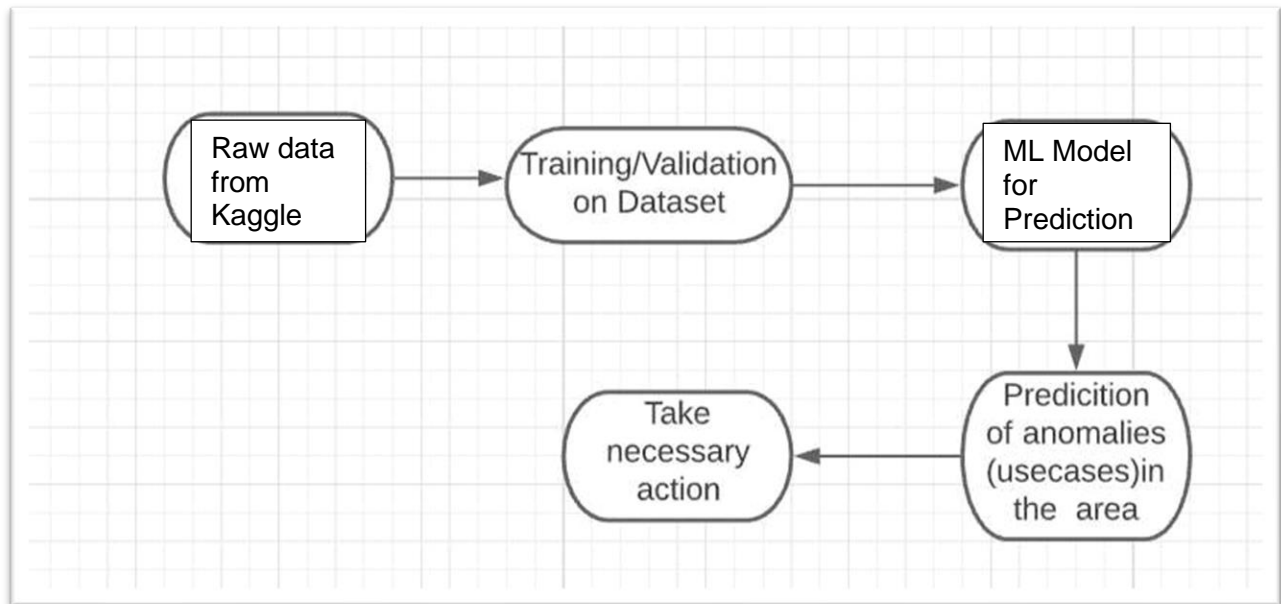 Raw data
from
Kaggle
Training/Validation
on Dataset
ML Model
for
Prediction
Predicition
of anomalies
(usecases)in
the area
Take
necessary
action